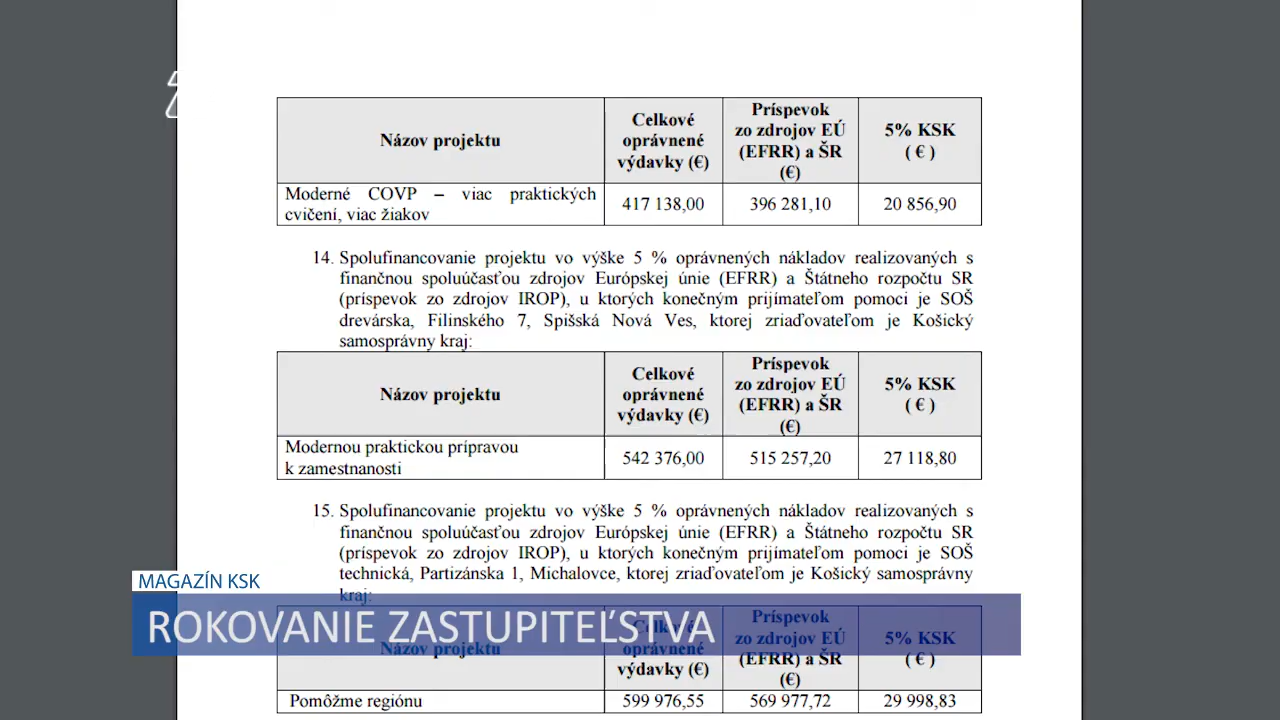 Názov projektu
Celkové
oprávnené
výdavky (€)
Príspevok
zo zdrojov EÚ
(EFRR) a ŠR
(€)
5% KSK
( € )
Moderné COVP – viac praktických
cvičení, viac žiakov
417 138,00
396 281,10
20 856,90
14. Spolufinancovanie projektu vo výške 5 % oprávnených nákladov realizovaných s
finančnou spoluúčasťou zdrojov Európskej únie (EFRR) a Štátneho rozpočtu SR
(príspevok zo zdrojov IROP), u ktorých konečným prijímateľom pomoci je SOŠ
drevárska, Filinského 7, Spišská Nová Ves, ktorej zriaďovateľom je Košický
samosprávny kraj:
Názov projektu
Celkové
oprávnené
výdavky (€)
Príspevok
zo zdrojov EÚ
(EFRR) a ŠR
(€)
5% KSK
( € )
Modernou praktickou prípravou
k zamestnanosti
542 376,00
515 257,20
27 118,80
15. Spolufinancovanie projektu vo výške 5 % oprávnených nákladov realizovaných s
finančnou spoluúčasťou zdrojov Európskej únie (EFRR) a Štátneho rozpočtu SR
(príspevok zo zdrojov IROP), u ktorých konečným prijímateľom pomoci je SOŠ
technická, Partizánska 1, Michalovce, ktorej zriaďovateľom je Košický samosprávny
kraj:
MAGAZÍN KSK
ROKOVANIE ZASTUPITEĽSTVA
Názov projektu
Celkové
oprávnené
výdavky (€)
Príspevok
zo zdrojov EÚ
(EFRR) a ŠR
(€)
5% KSK
( € )
Pomôžme regiónu
599 976,55
569 977,72
29 998,83